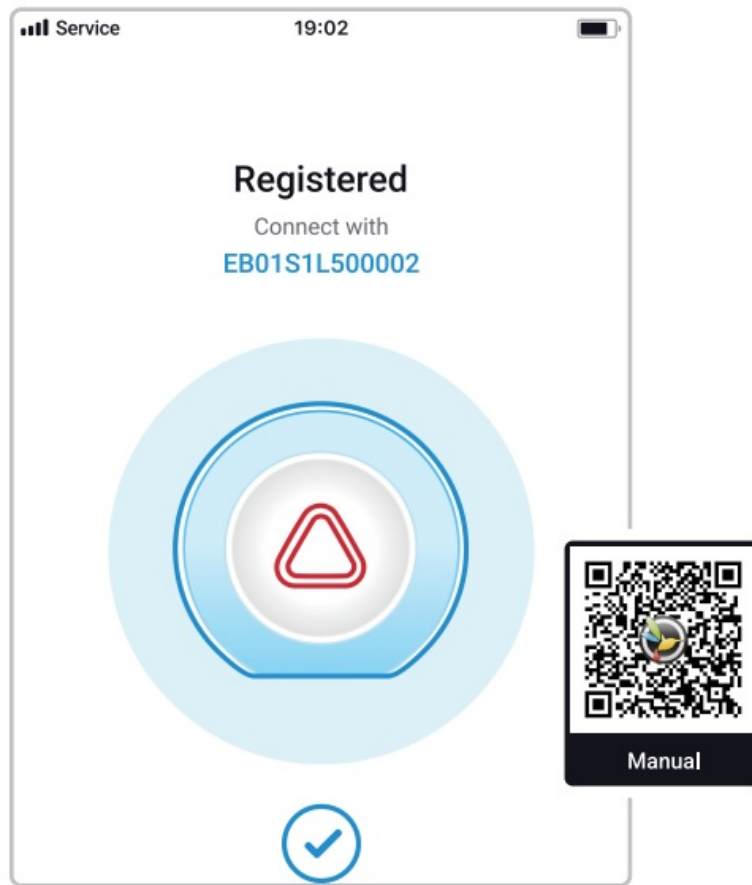 Service
19:02
Registered
Connect with
EB01S1L500002
Manual